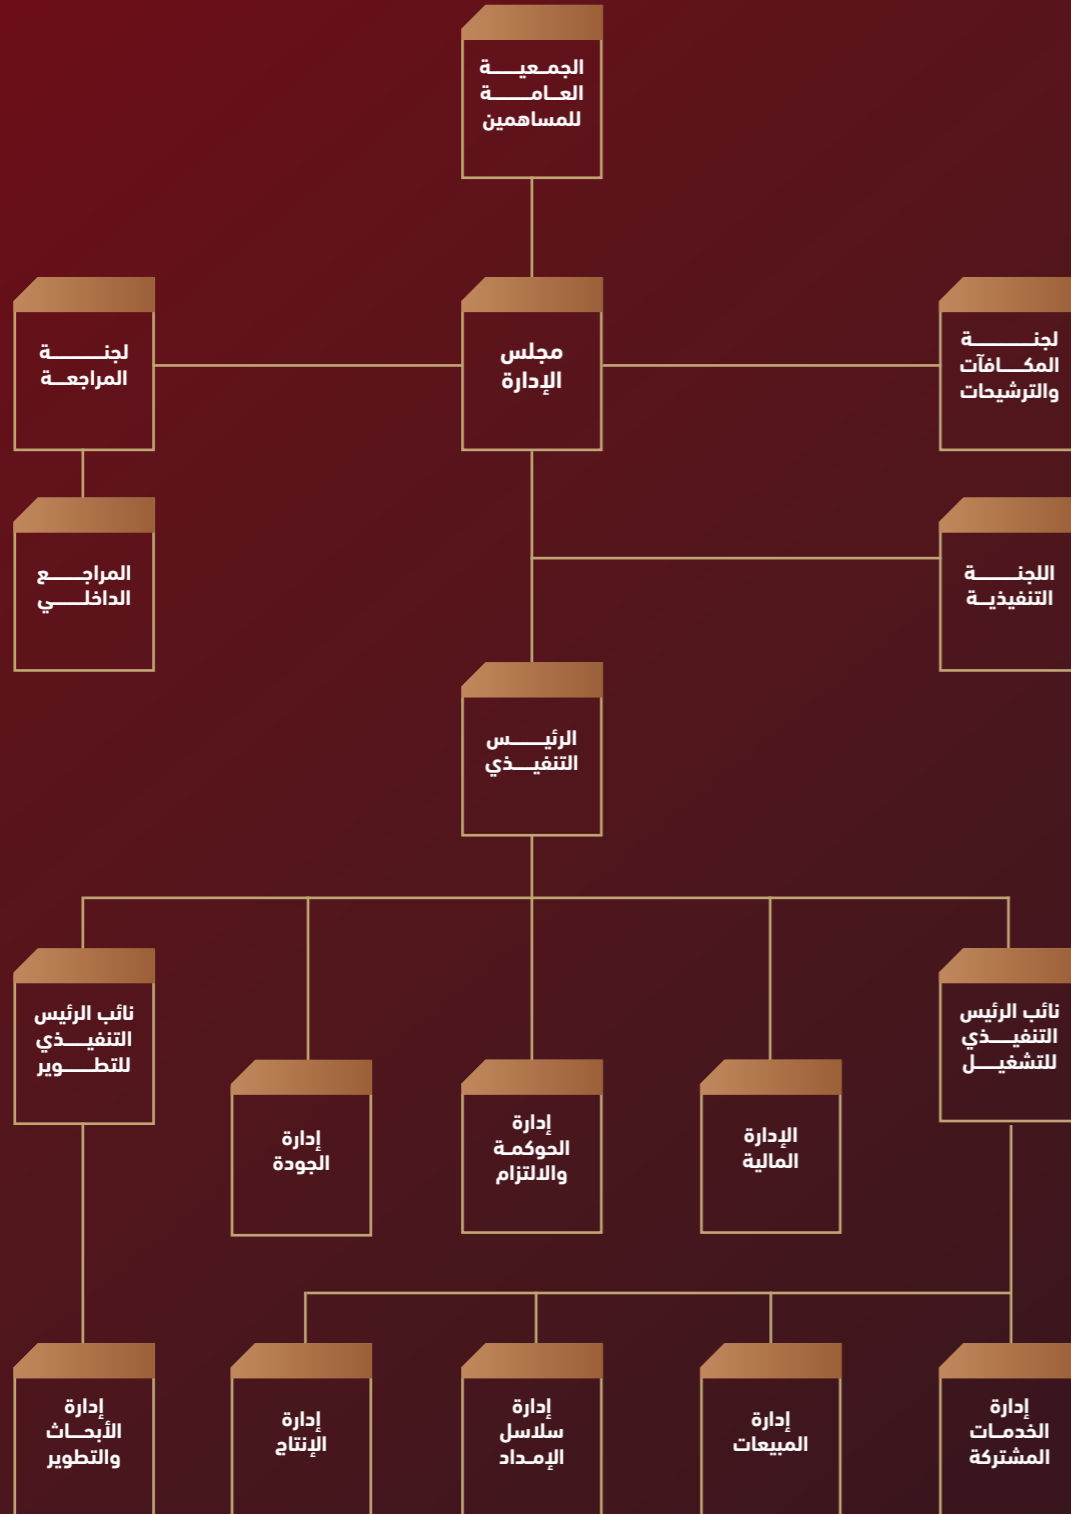 الجمعية
العامة
للمساهمين
لجنة
المكافآت
والترشيحات
مجلس
الإدارة
لجنة
المراجعة
اللجنة
التنفيذية
المراجع
الداخلي
الرئيس
التنفيذي
نائب الرئيس
التنفيذي
للتشغيل
نائب الرئيس
التنفيذي
للتطوير
الإدارة
المالية
إدارة
الحوكمة
والالتزام
إدارة
الجودة
إدارة
الخدمات
المشتركة
إدارة
المبيعات
إدارة
سلاسل
الإمداد
إدارة
الإنتاج
إدارة
الأبحاث
والتطوير